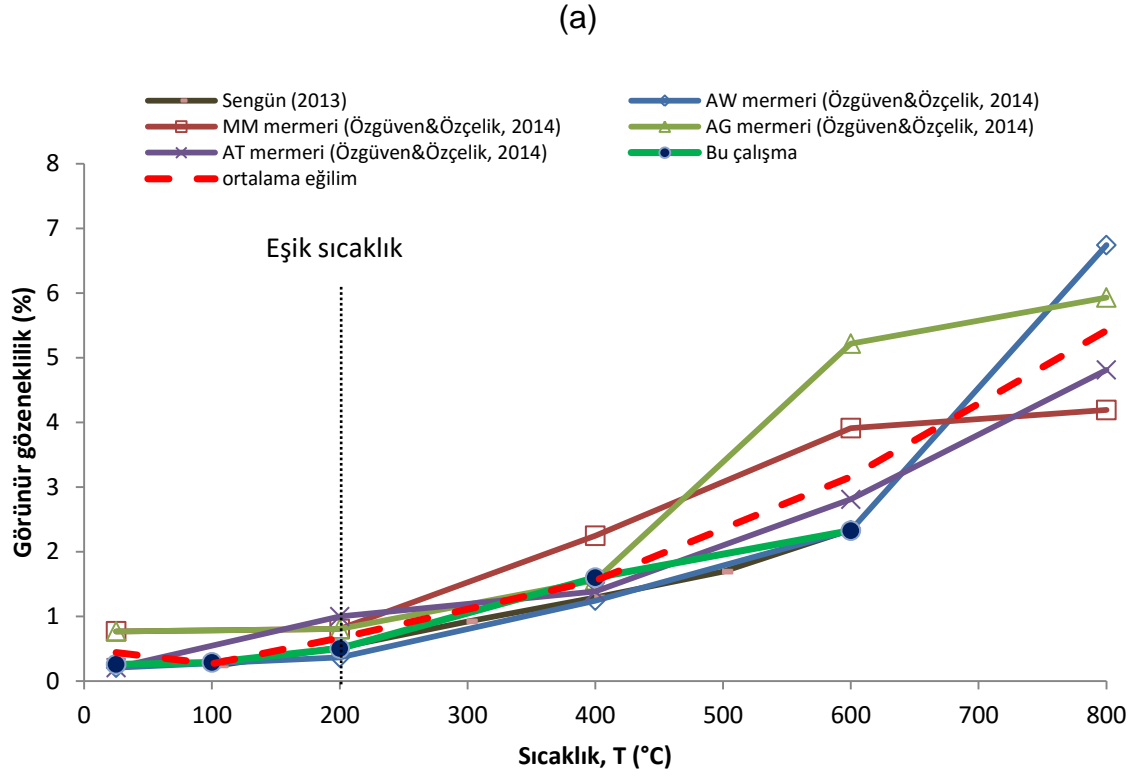 (a)
Sengün (2013)
AW mermeri (Özgüven&Özçelik, 2014)
MM mermeri (Özgüven&Özçelik, 2014)
AG mermeri (Özgüven&Özçelik, 2014)
AT mermeri (Özgüven&Özçelik, 2014)
Bu çalışma
ortalama eğilim
Eşik sıcaklık
Görünür gözeneklilik (%)
8
7
6
5
4
3
2
1
0
0 100 200 300 400 500 600 700 800
Sıcaklık, T (°C)